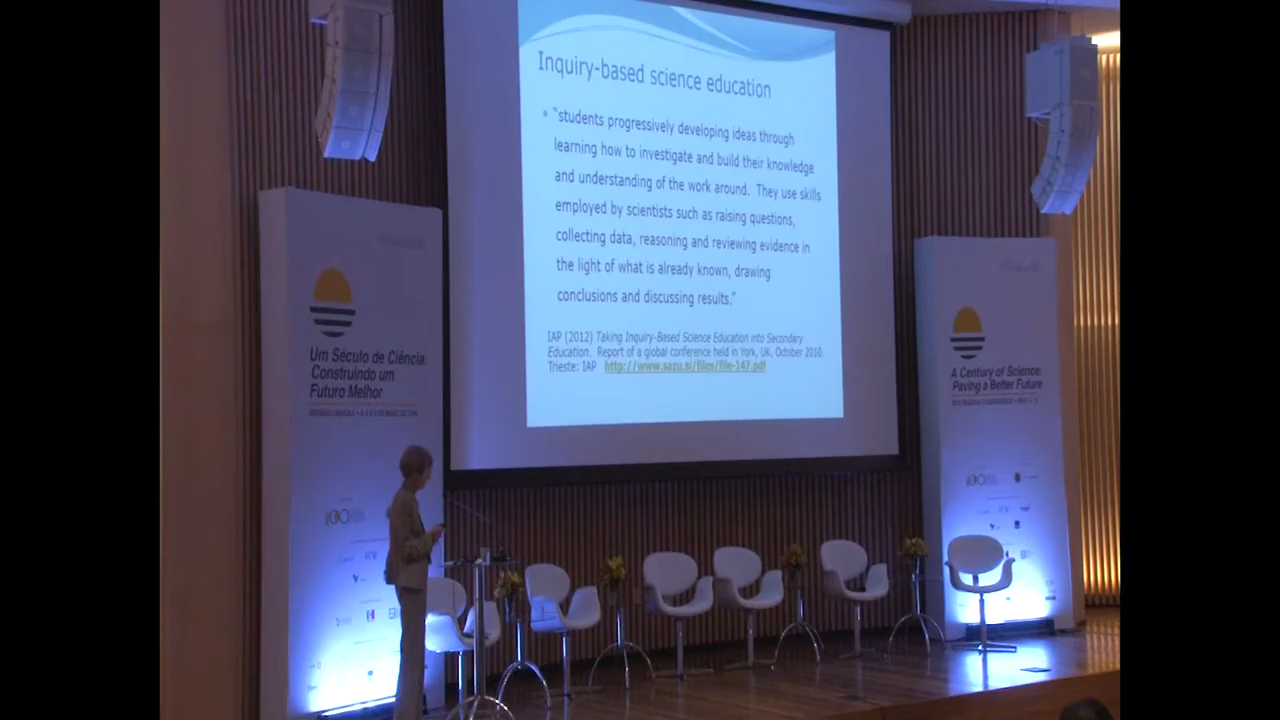 Inquiry-based science education
• "students progressively developing ideas through
learning how to investigate and build their knowledge
and understanding of the work around. They use skills
employed by scientists such as raising questions,
collecting data, reasoning and reviewing evidence in
the light of what is already known, drawing
conclusions and discussing results."
IAP (2012) Taking Inquiry-Based Science Education into Secondary
Education. Report of a global conference held in York, UK, October 2010.
Trieste: IAP http://www.sazu.si/files/file-147.pdf
Um Século de Ciência:
Construindo um
Futuro Melhor
A Century of Science:
Paving a Better Future